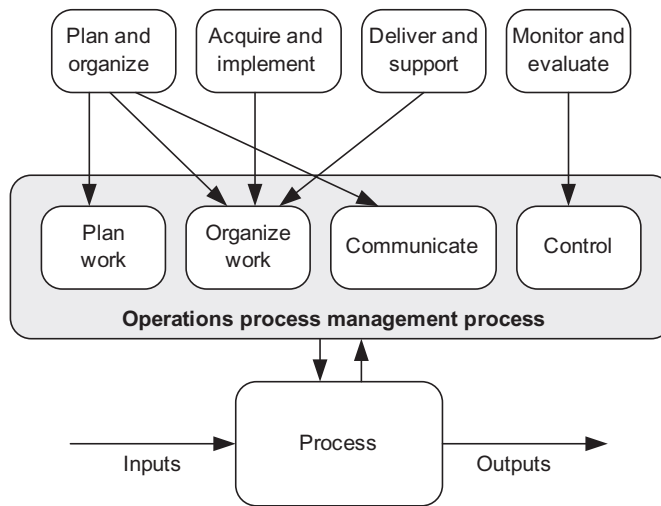 Plan and
organize
Acquire and
implement
Deliver and
support
Monitor and
evaluate
Plan
work
Organize
work
Communicate
Control
Operations process management process
Process
Inputs
Outputs